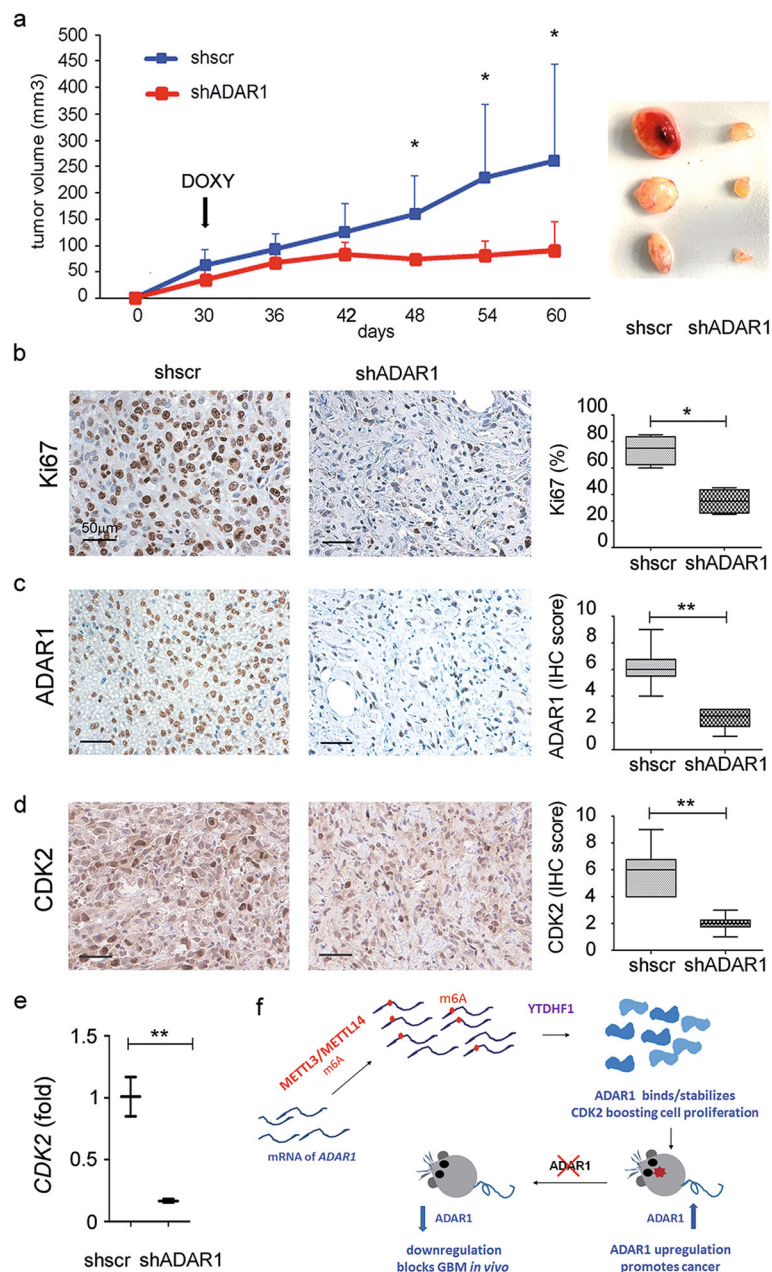 a
500
450
400
350
300
250
200
150
100
50
0
tumor volume (mm3)
shscr
shADAR1
DOXY
*
*
*
0 30 36 42 48 54 60
days
shscr shADAR1
b
shscr shADAR1
Ki67
50µm
100
80
60
40
20
0
Ki67 (%)
*
shscr
shADAR1
c
ADAR1
10
8
6
4
2
0
ADAR1 (IHC score)
**
shscr
shADAR1
d
CDK2
10
8
6
4
2
0
CDK2 (IHC score)
**
shscr
shADAR1
e
1.5
1
0.5
0
CDK2 (fold)
**
shscr shADAR1
f
METTL3/METTL14
m6A
m6A
YTDHF1
mRNA of ADAR1
ADAR1 binds/stabilizes
CDK2 boosting cell proliferation
ADAR1
ADAR1
downregulation
blocks GBM in vivo
ADAR1
ADAR1 upregulation
promotes cancer